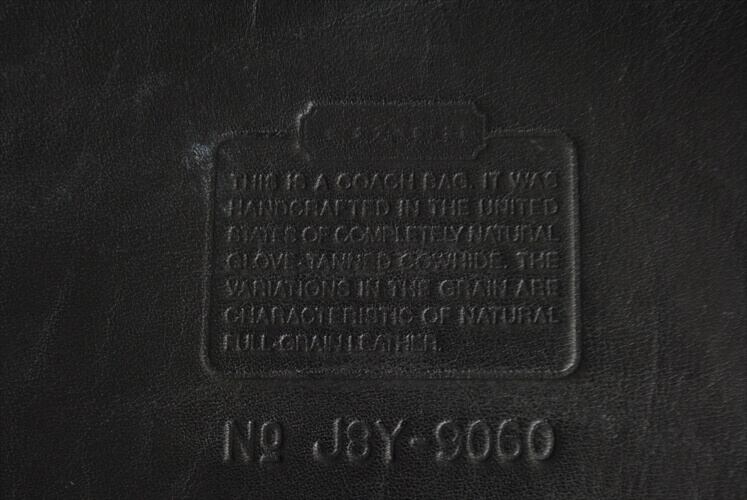 COACH
THIS IS A COACH BAG. IT WAS
HANDCRAFTED IN THE UNITED
STATES OF COMPLETELY NATURAL
GLOVE-TANNED COWHIDE. THE
VARIATIONS IN THE GRAIN ARE
CHARACTERISTIC OF NATURAL
FULL-GRAIN LEATHER.
Nº J8Y-9060